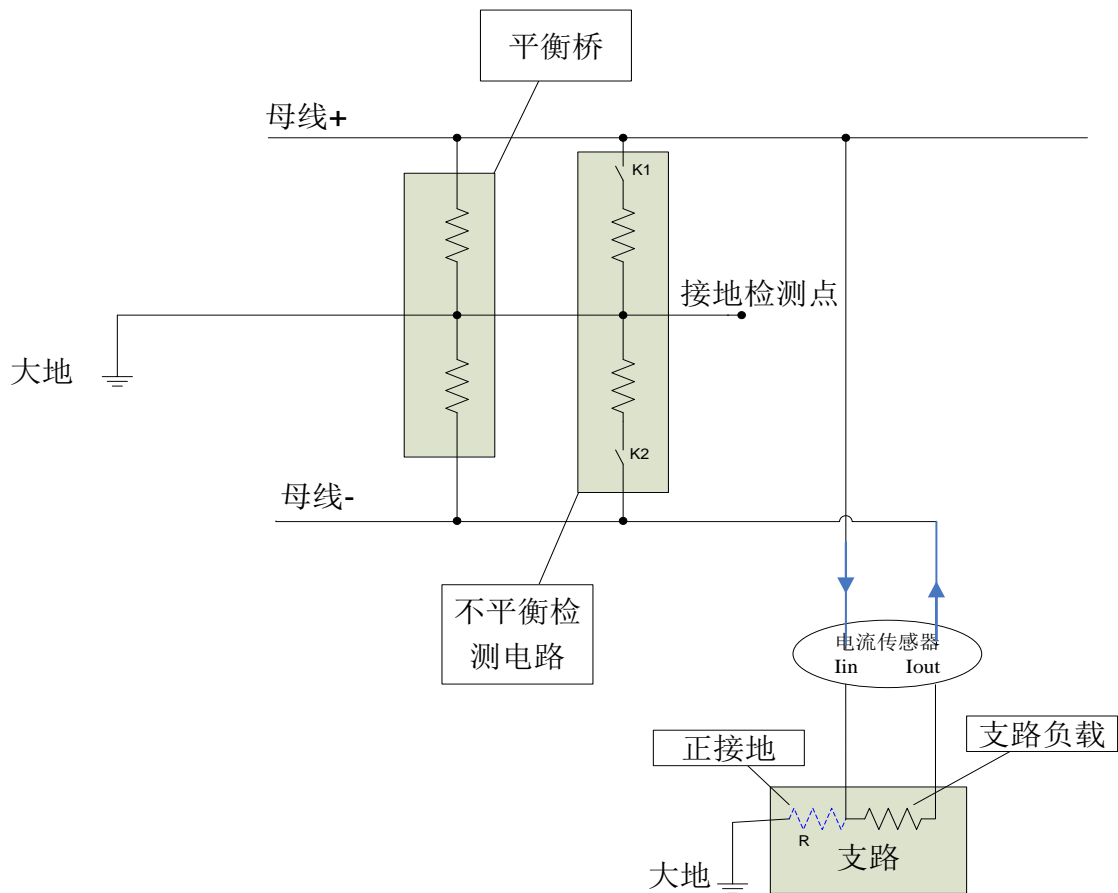 平衡桥
母线+
K1
接地检测点
大地
K2
母线-
不平衡检
测电路
电流传感器
Iin Iout
正接地
支路负载
R
支路
大地